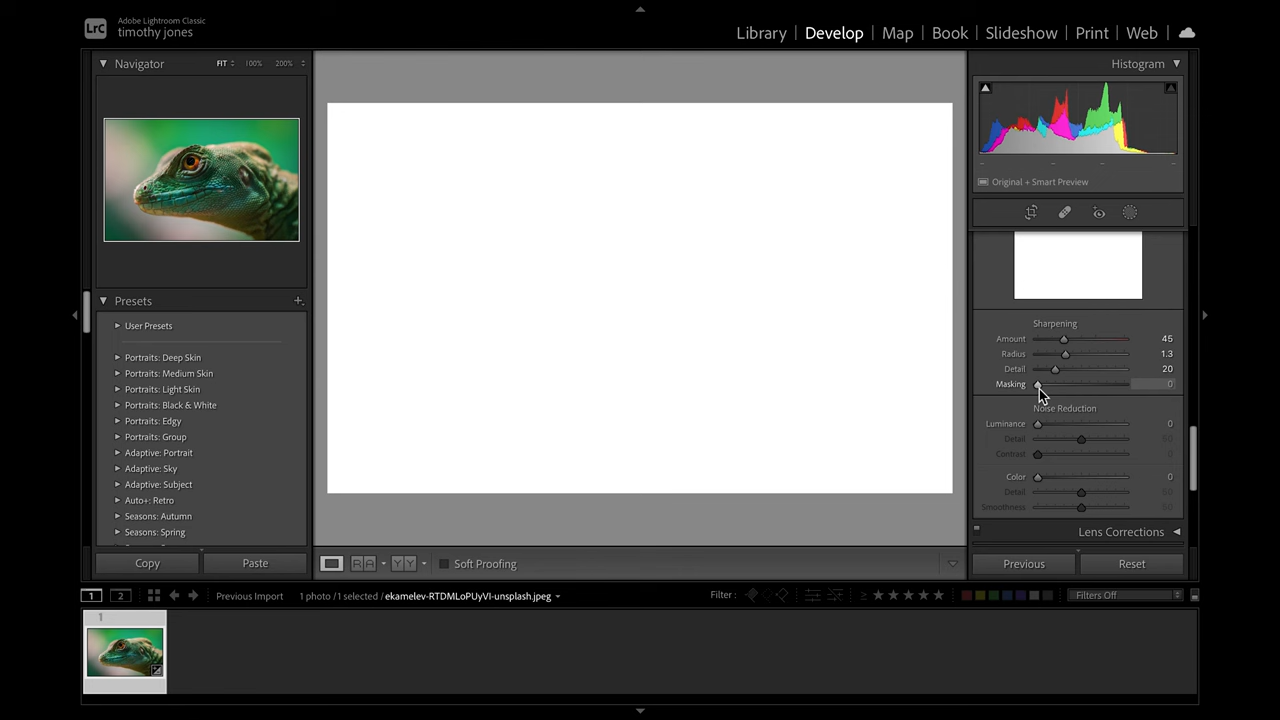 Adobe Lightroom Classic
LrC
timothy jones
Library | Develop | Map | Book | Slideshow | Print | Web
Navigator
FIT
100%
200%
Histogram
Original + Smart Preview
Presets
User Presets
Portraits: Deep Skin
Portraits: Medium Skin
Portraits: Light Skin
Portraits: Black & White
Portraits: Edgy
Portraits: Group
Adaptive: Portrait
Adaptive: Sky
Adaptive: Subject
Auto+: Retro
Seasons: Autumn
Seasons: Spring
Copy
Paste
Sharpening
Amount 45
Radius 1.3
Detail 20
Masking 0
Noise Reduction
Luminance 0
Detail 50
Contrast 0
Color 0
Detail 50
Smoothness 50
Lens Corrections
R A
Y Y
Soft Proofing
Previous
Reset
1
2
Previous Import
1 photo / 1 selected / ekamelev-RTDMLoPUyVI-unsplash.jpeg
Filter:
≥
Filters Off
1